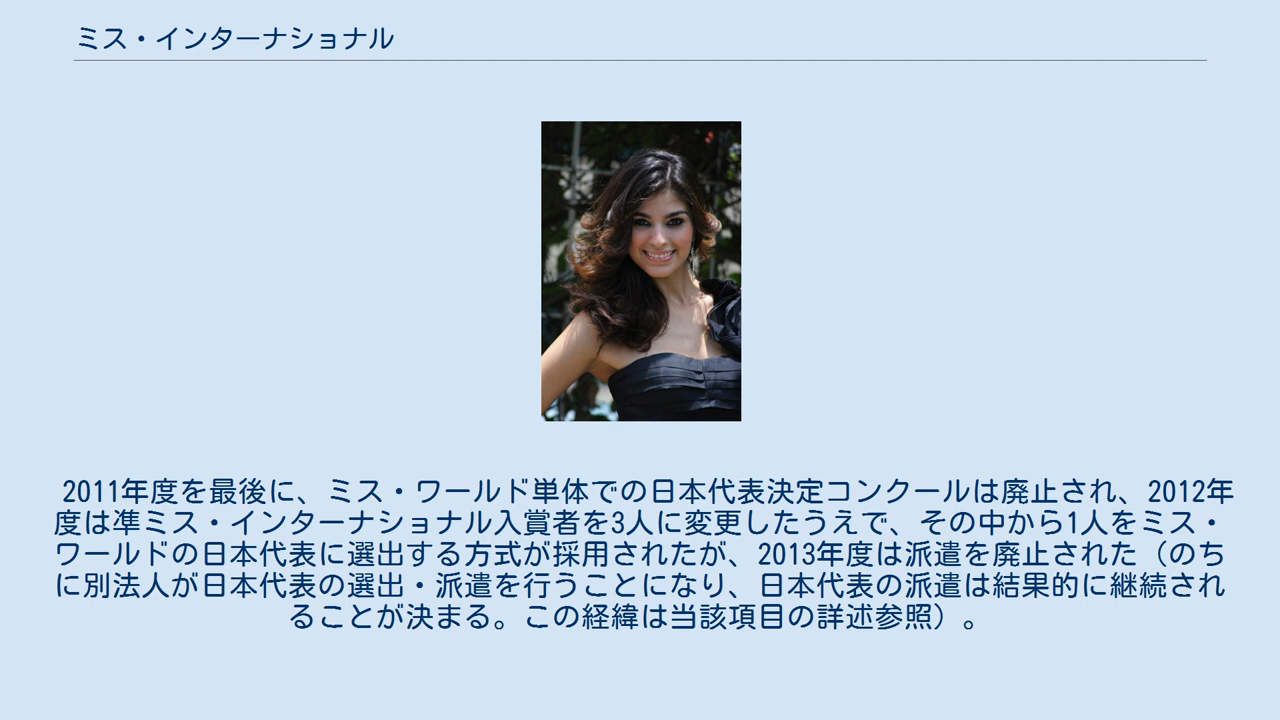 ミス・インターナショナル
2011年度を最後に、ミス・ワールド単体での日本代表決定コンクールは廃止され、2012年
度は準ミス・インターナショナル入賞者を3人に変更したうえで、その中から1人をミス・
ワールドの日本代表に選出する方式が採用されたが、2013年度は派遣を廃止された（のち
に別法人が日本代表の選出・派遣を行うことになり、日本代表の派遣は結果的に継続され
ることが決まる。この経緯は当該項目の詳述参照）。